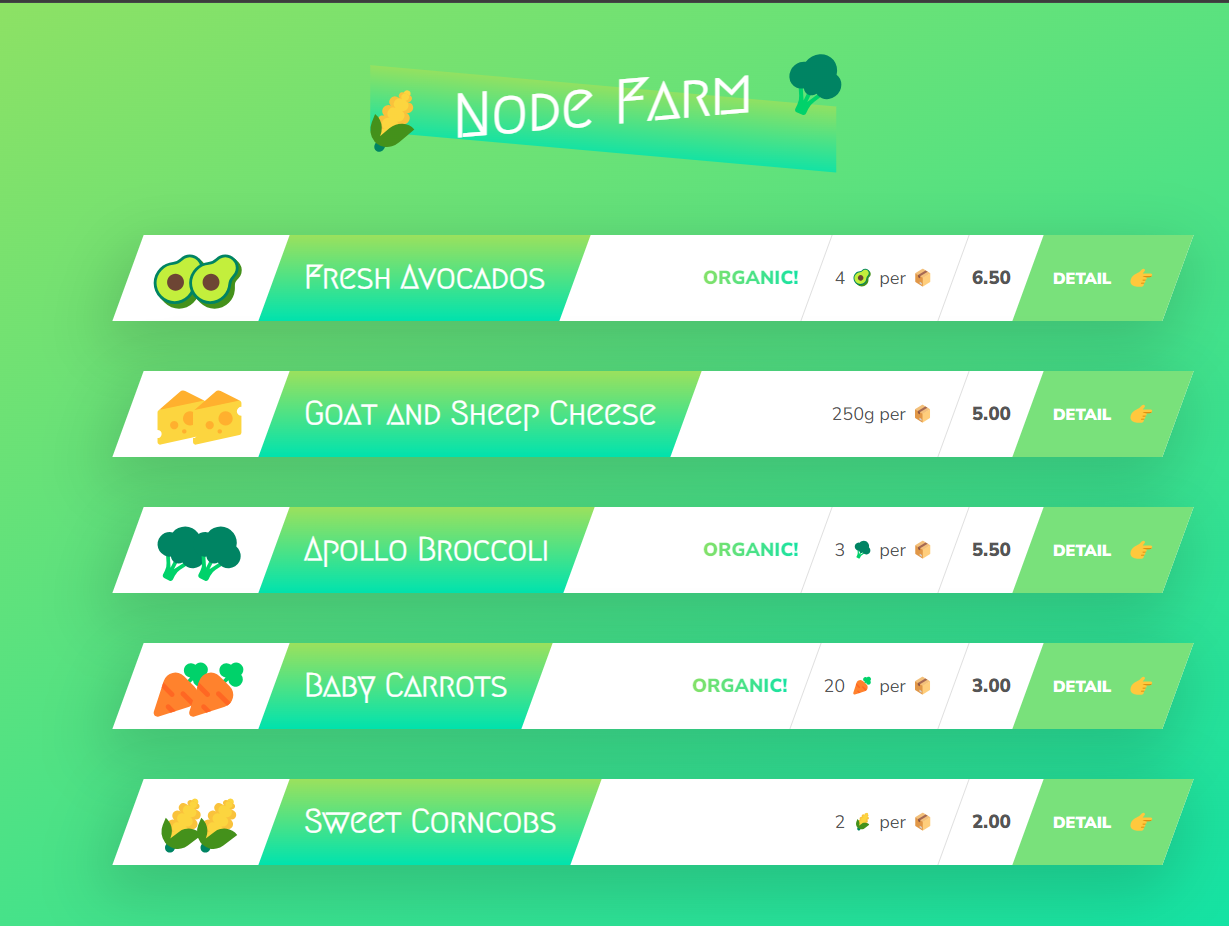 🌽 Node Farm 🥦
Fresh Avocados ORGANIC! 4 🥑 per 📦 6.50 DETAIL 👉
Goat and Sheep Cheese 250g per 📦 5.00 DETAIL 👉
Apollo Broccoli ORGANIC! 3 🥦 per 📦 5.50 DETAIL 👉
Baby Carrots ORGANIC! 20 🥕 per 📦 3.00 DETAIL 👉
Sweet Corncobs 2 🌽 per 📦 2.00 DETAIL 👉